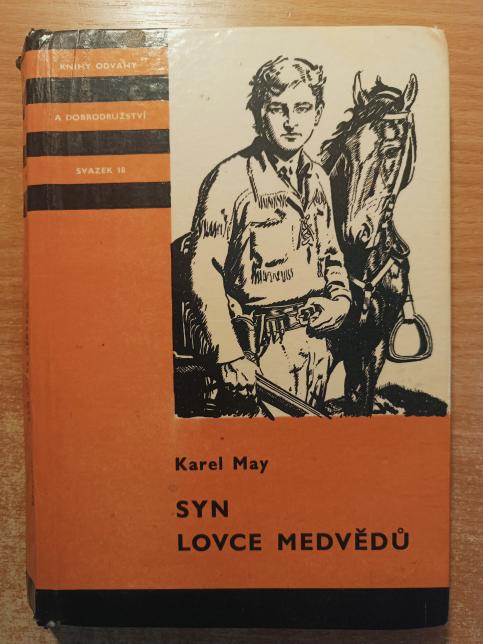 KNIHY ODVAHY
A DOBRODRUŽSTVÍ
SVAZEK 18
Karel May
SYN
LOVCE MEDVĚDŮ